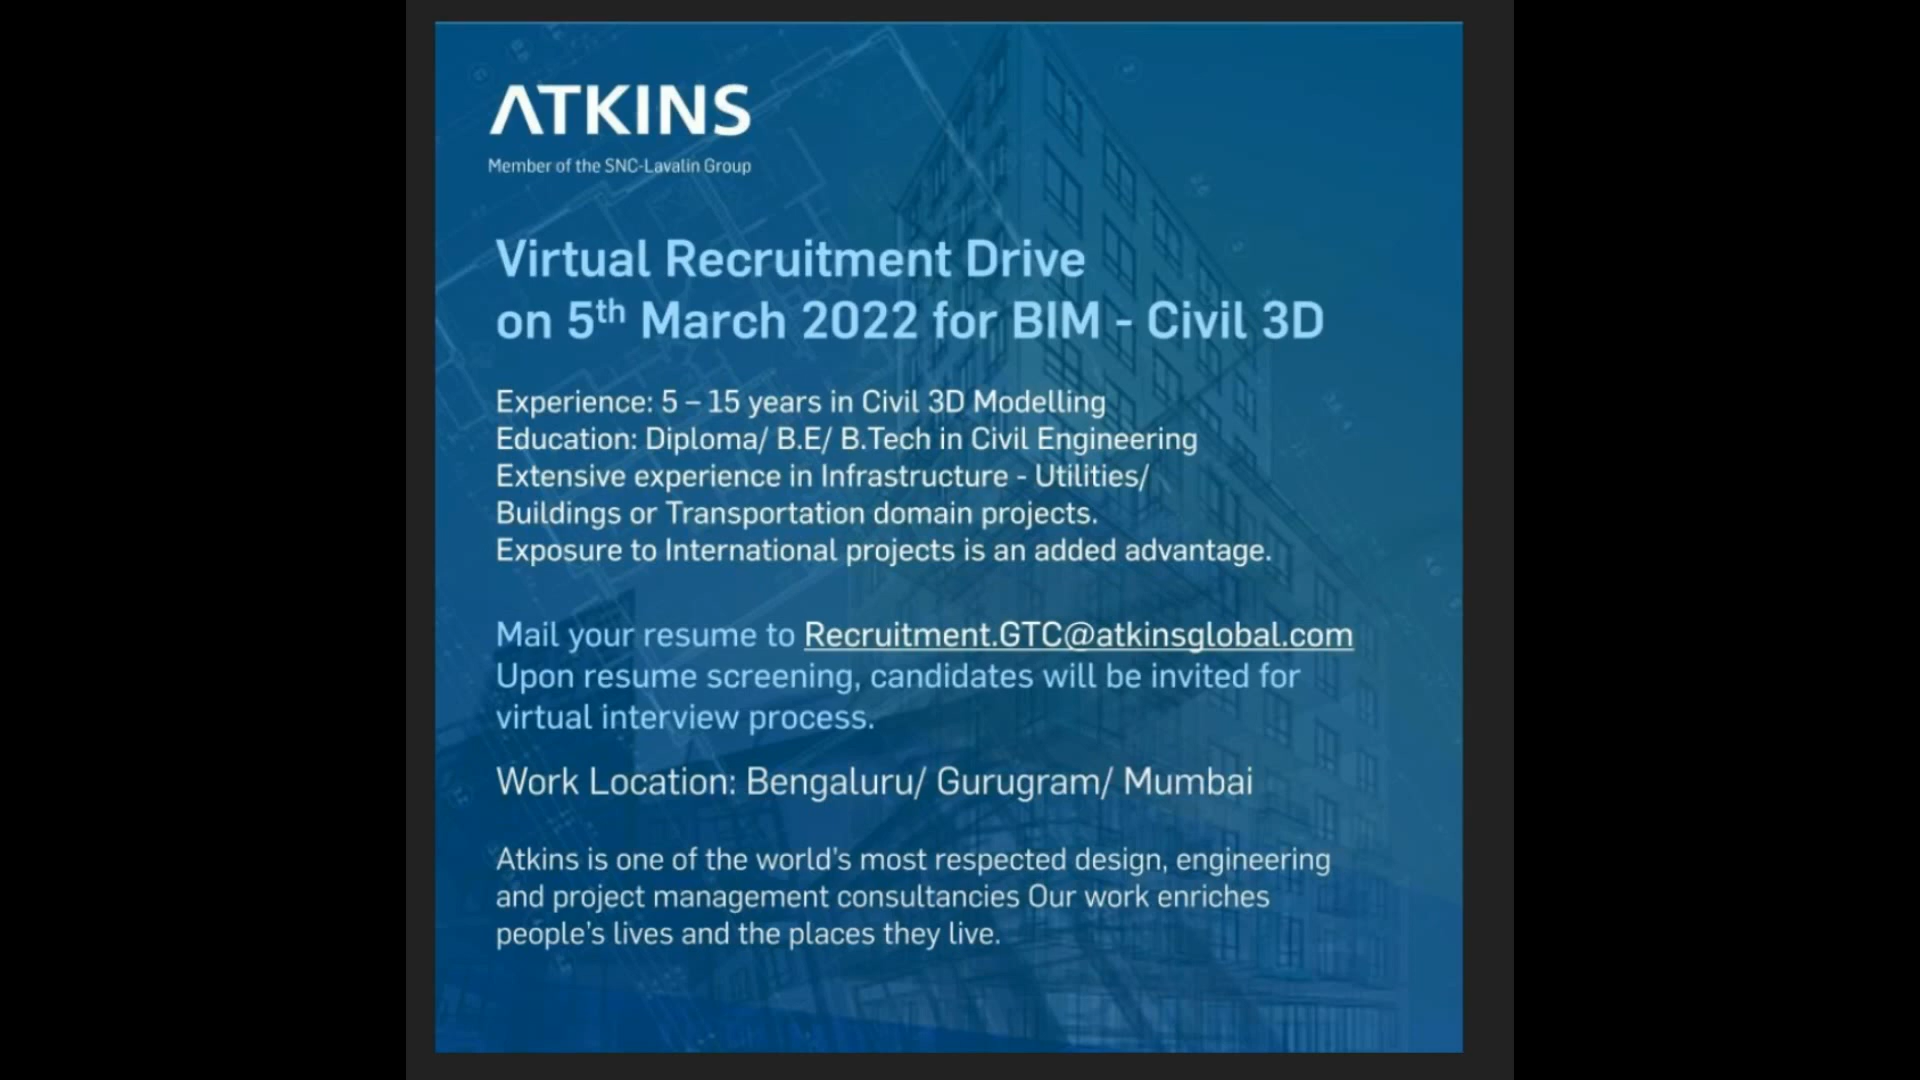 ATKINS
Member of the SNC-Lavalin Group
Virtual Recruitment Drive
on 5th March 2022 for BIM - Civil 3D
Experience: 5 – 15 years in Civil 3D Modelling
Education: Diploma/ B.E/ B.Tech in Civil Engineering
Extensive experience in Infrastructure - Utilities/
Buildings or Transportation domain projects.
Exposure to International projects is an added advantage.
Mail your resume to Recruitment.GTC@atkinsglobal.com
Upon resume screening, candidates will be invited for
virtual interview process.
Work Location: Bengaluru/ Gurugram/ Mumbai
Atkins is one of the world's most respected design, engineering
and project management consultancies Our work enriches
people's lives and the places they live.